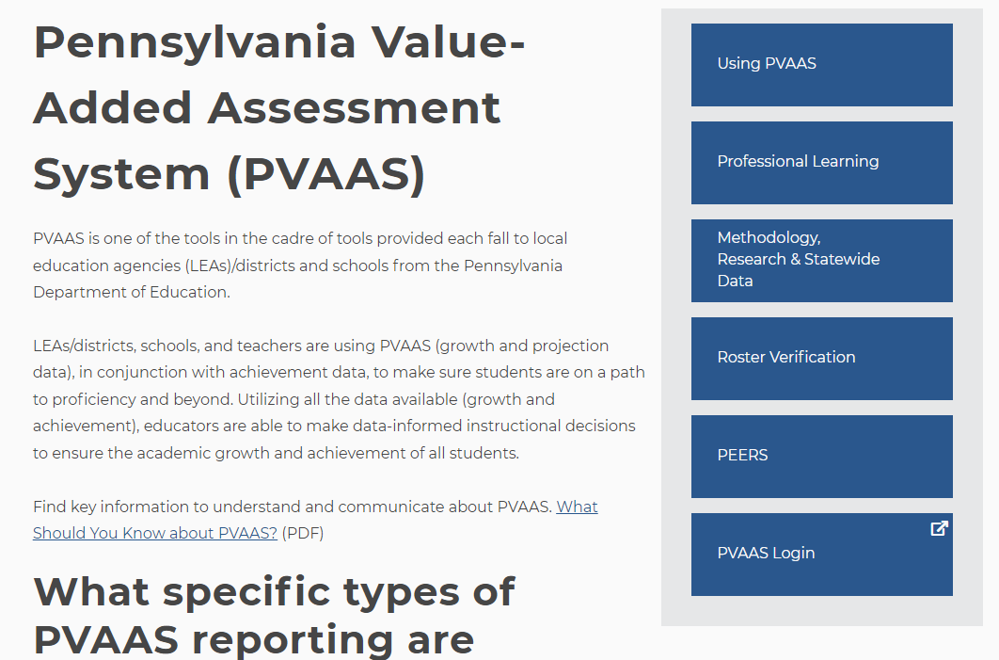 Pennsylvania Value-
Added Assessment
System (PVAAS)
PVAAS is one of the tools in the cadre of tools provided each fall to local
education agencies (LEAs)/districts and schools from the Pennsylvania
Department of Education.
LEAs/districts, schools, and teachers are using PVAAS (growth and projection
data), in conjunction with achievement data, to make sure students are on a path
to proficiency and beyond. Utilizing all the data available (growth and
achievement), educators are able to make data-informed instructional decisions
to ensure the academic growth and achievement of all students.
Find key information to understand and communicate about PVAAS. What
Should You Know about PVAAS? (PDF)
What specific types of
PVAAS reporting are
Using PVAAS
Professional Learning
Methodology,
Research & Statewide
Data
Roster Verification
PEERS
PVAAS Login